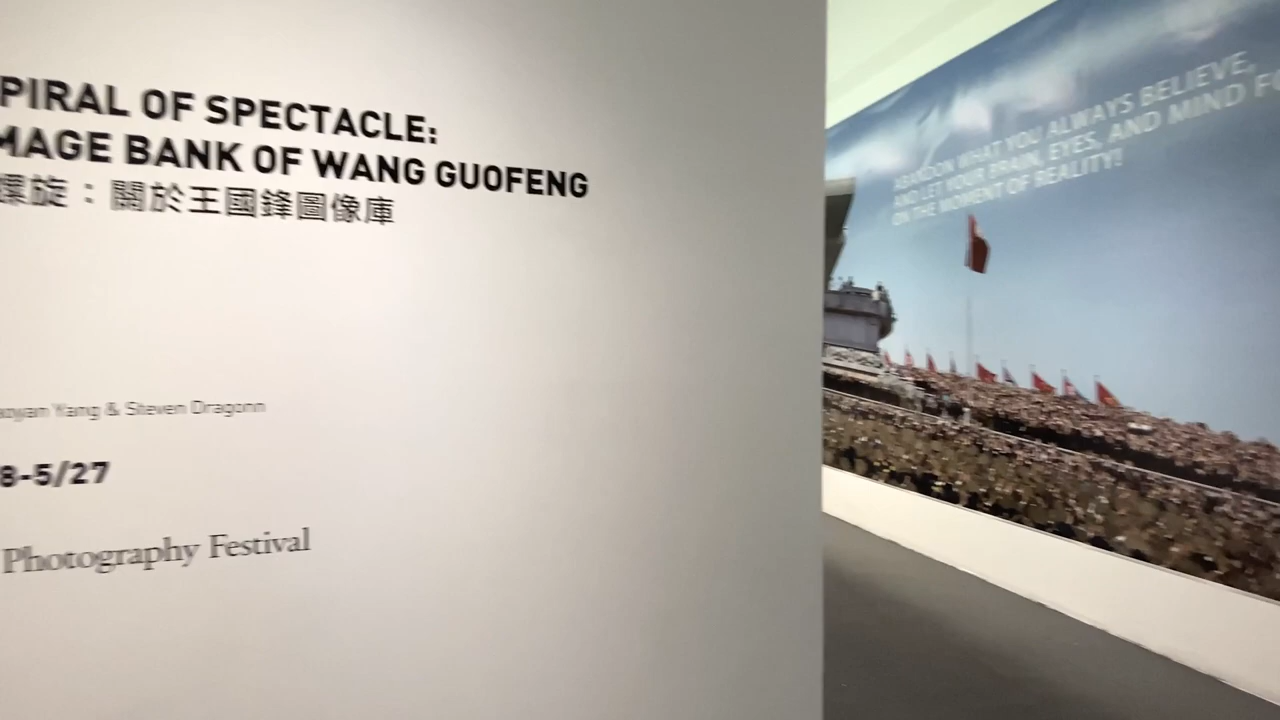 PIRAL OF SPECTACLE:
MAGE BANK OF WANG GUOFENG
螺旋：關於王國鋒圖像庫
aoyan Yang & Steven Dragonn
8-5/27
Photography Festival
ABANDON WHAT YOU ALWAYS BELIEVE,
AND LET YOUR BRAIN, EYES, AND MIND FO
ON THE MOMENT OF REALITY!